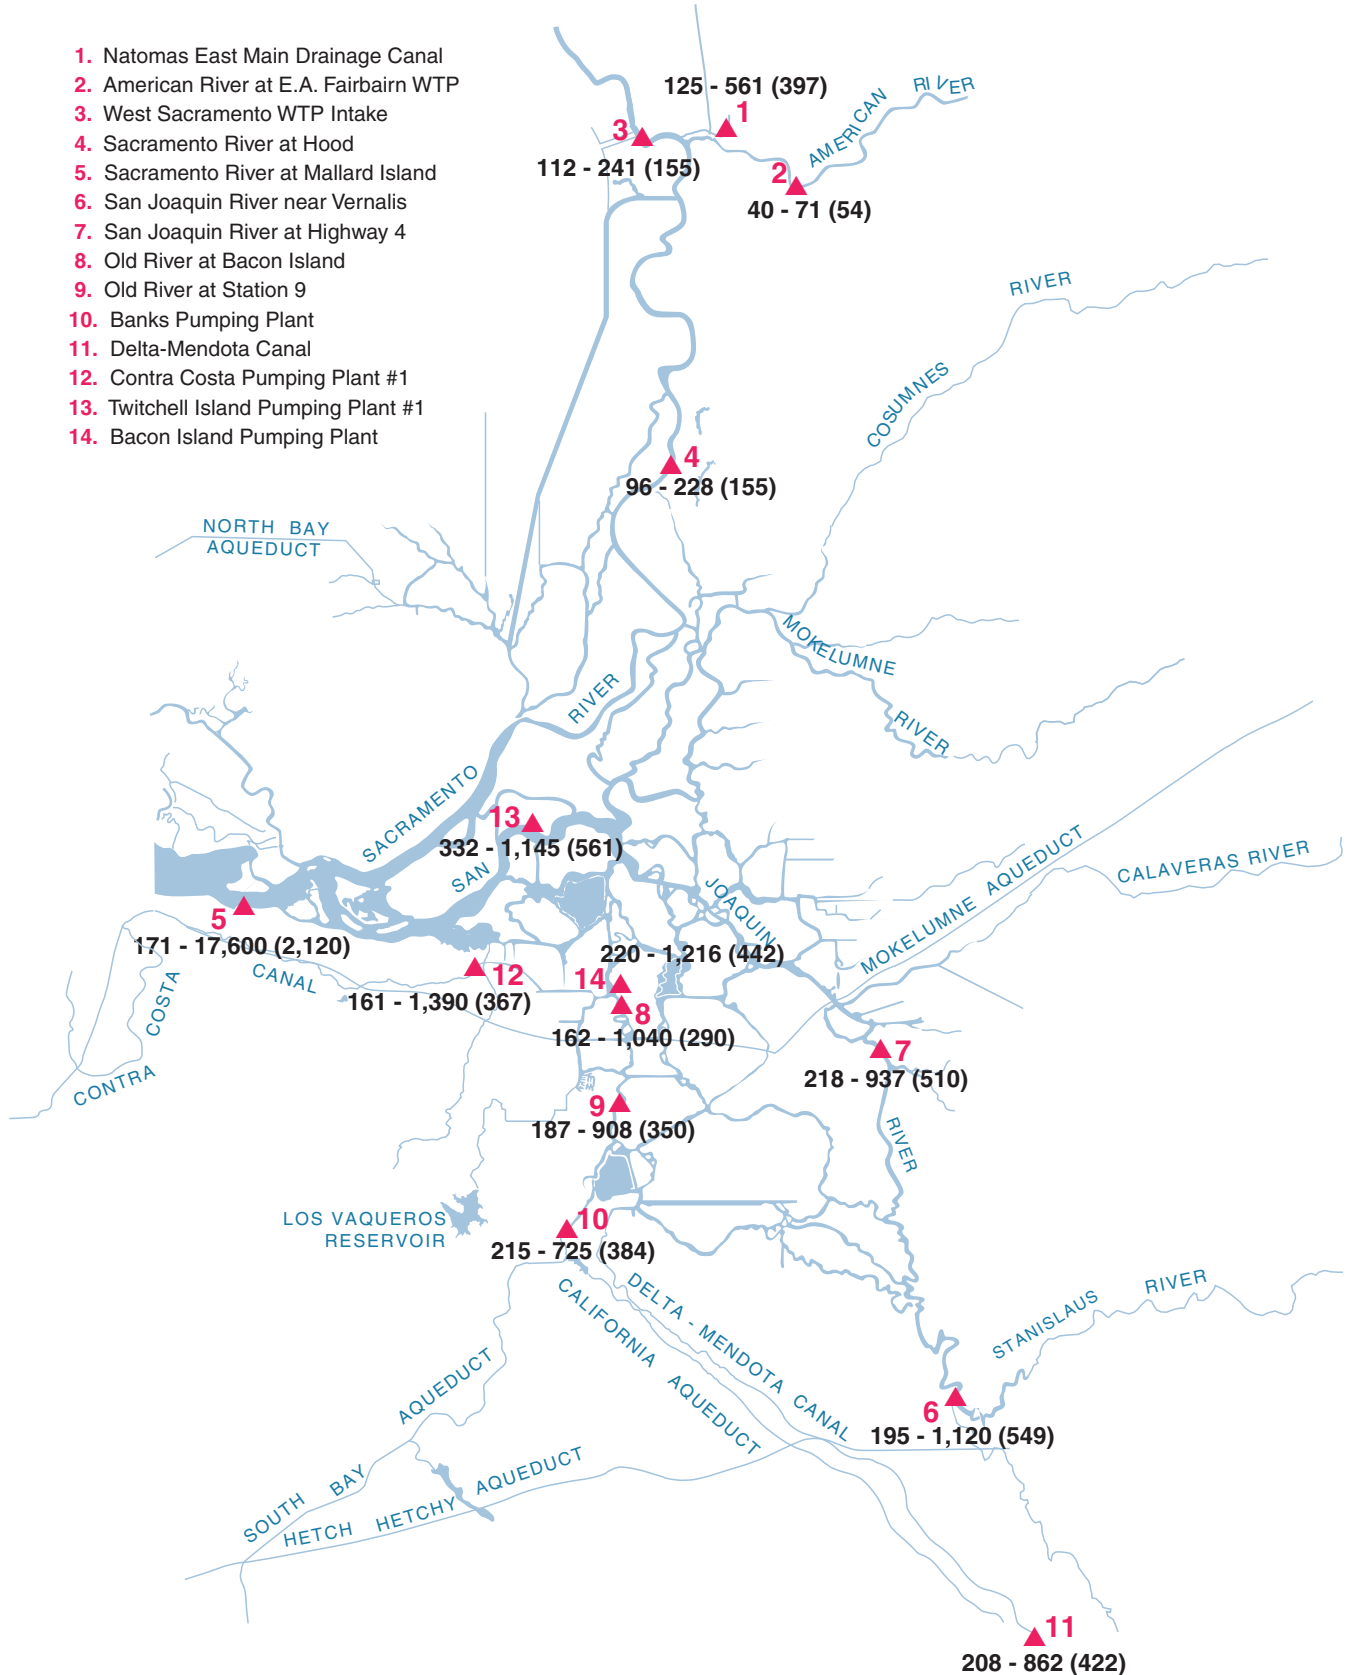 1. Natomas East Main Drainage Canal
2. American River at E.A. Fairbairn WTP
3. West Sacramento WTP Intake
4. Sacramento River at Hood
5. Sacramento River at Mallard Island
6. San Joaquin River near Vernalis
7. San Joaquin River at Highway 4
8. Old River at Bacon Island
9. Old River at Station 9
10. Banks Pumping Plant
11. Delta-Mendota Canal
12. Contra Costa Pumping Plant #1
13. Twitchell Island Pumping Plant #1
14. Bacon Island Pumping Plant
125 - 561 (397)
1
AMERICAN RIVER
3
112 - 241 (155)
2
40 - 71 (54)
COSUMNES RIVER
4
96 - 228 (155)
NORTH BAY
AQUEDUCT
MOKELUMNE
RIVER
SACRAMENTO RIVER
13
332 - 1,145 (561)
SAN JOAQUIN RIVER
MOKELUMNE AQUEDUCT
CALAVERAS RIVER
5
171 - 17,600 (2,120)
CONTRA COSTA CANAL
12
161 - 1,390 (367)
220 - 1,216 (442)
14
8
162 - 1,040 (290)
7
218 - 937 (510)
9
187 - 908 (350)
LOS VAQUEROS
RESERVOIR
10
215 - 725 (384)
DELTA - MENDOTA CANAL
CALIFORNIA AQUEDUCT
STANISLAUS RIVER
6
195 - 1,120 (549)
SOUTH BAY AQUEDUCT
HETCH HETCHY AQUEDUCT
11
208 - 862 (422)